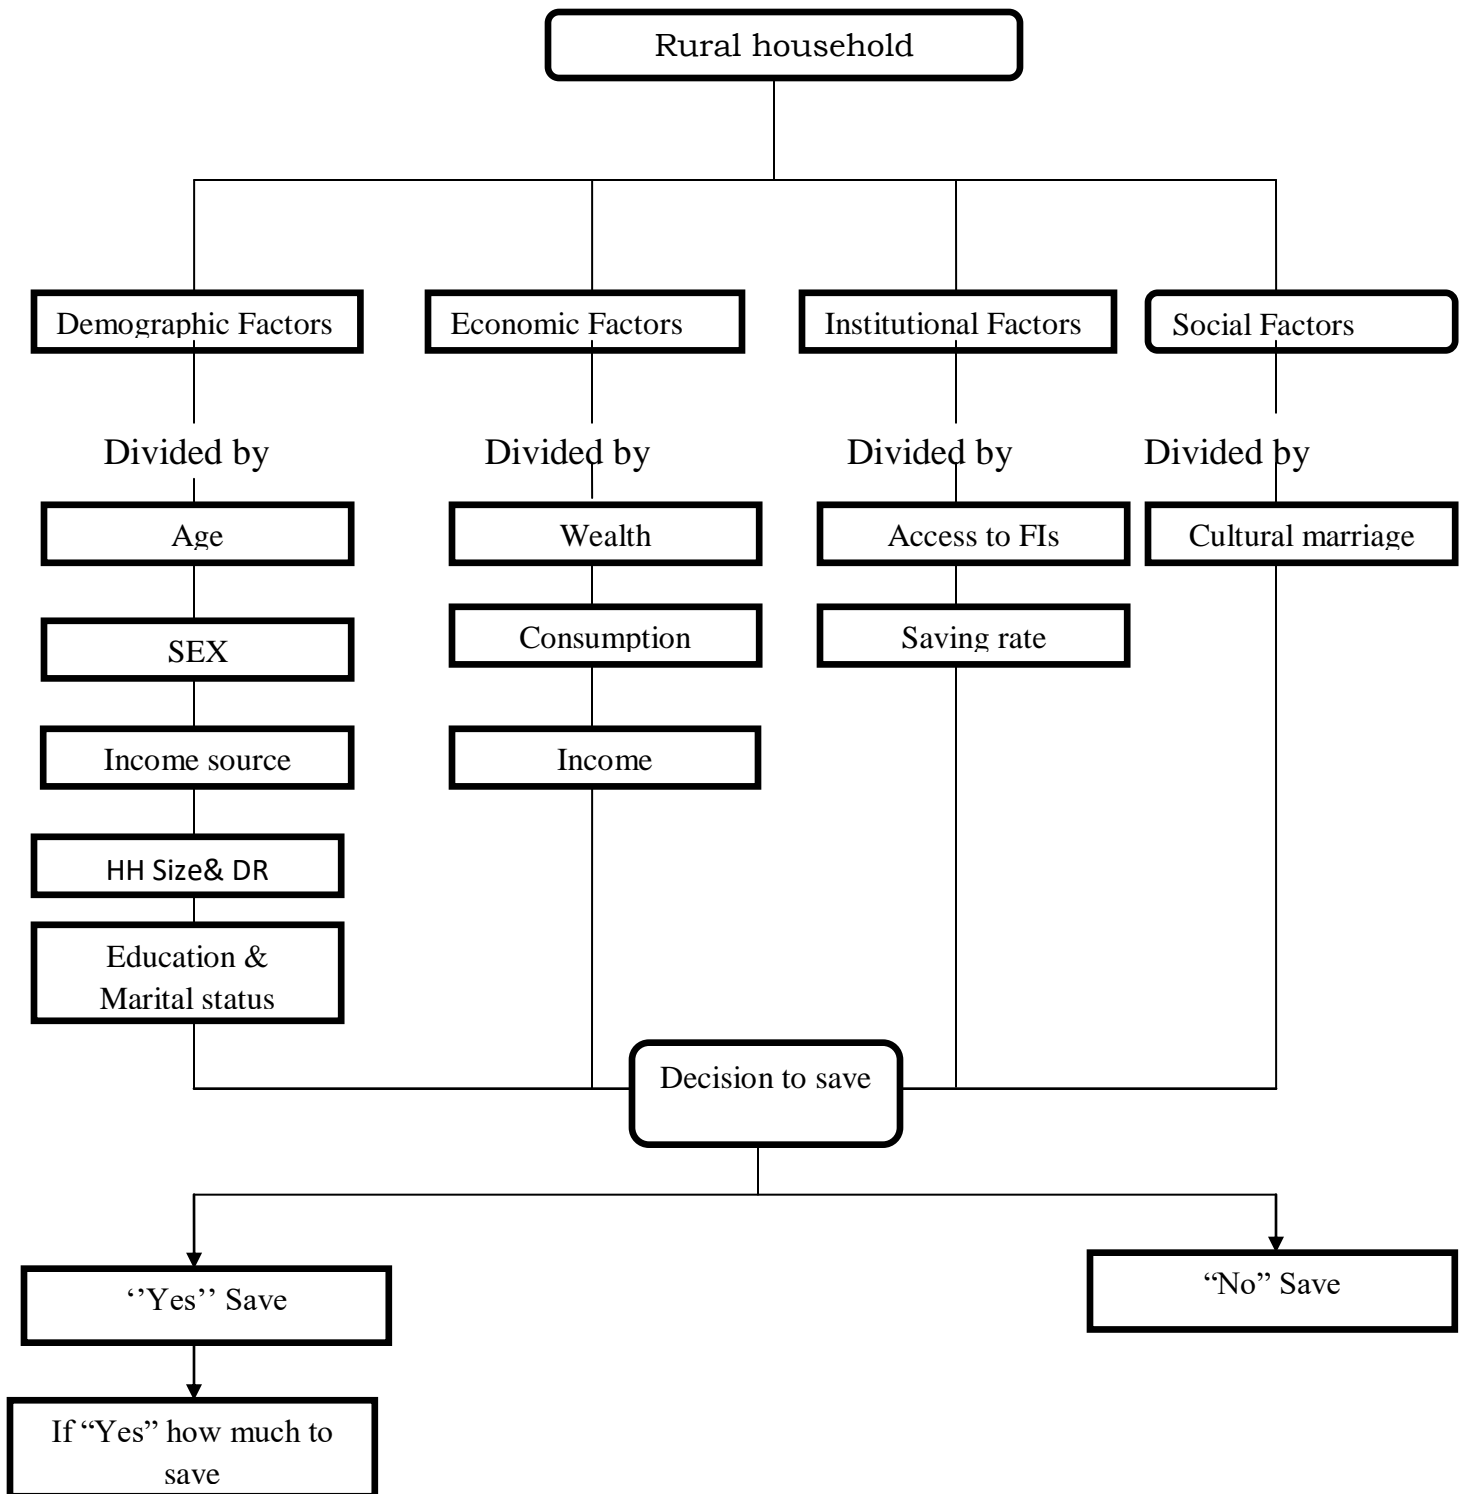 Rural household
Demographic Factors
Economic Factors
Institutional Factors
Social Factors
Divided by
Divided by
Divided by
Divided by
Age
Wealth
Access to FIs
Cultural marriage
SEX
Consumption
Saving rate
Income source
Income
HH Size& DR
Education &
Marital status
Decision to save
‘’Yes’’ Save
“No” Save
If “Yes” how much to
save